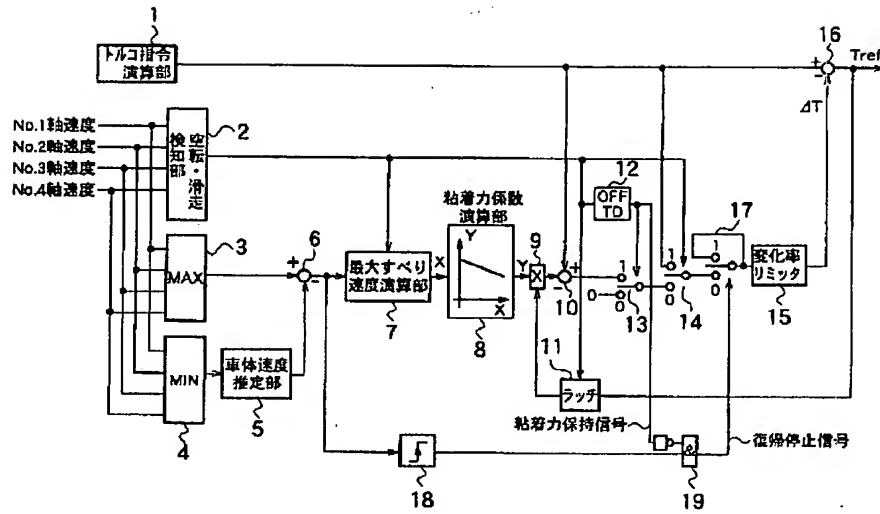 1
トルコ指令
演算部
16
Tref
+
-
ΔT
No.1軸速度
No.2軸速度
No.3軸速度
No.4軸速度
2
空転・滑走
検知部
12
OFF
TD
17
粘着力係数
演算部
3
MAX
6
+
-
最大すべり
速度演算部
7
X
Y
X
8
Y
9
X
+
-
10
1
0
0
13
1
0
14
1
0
変化率
リミッタ
15
11
ラッチ
MIN
4
車体速度
推定部
5
粘着力保持信号
復帰停止信号
18
&
19